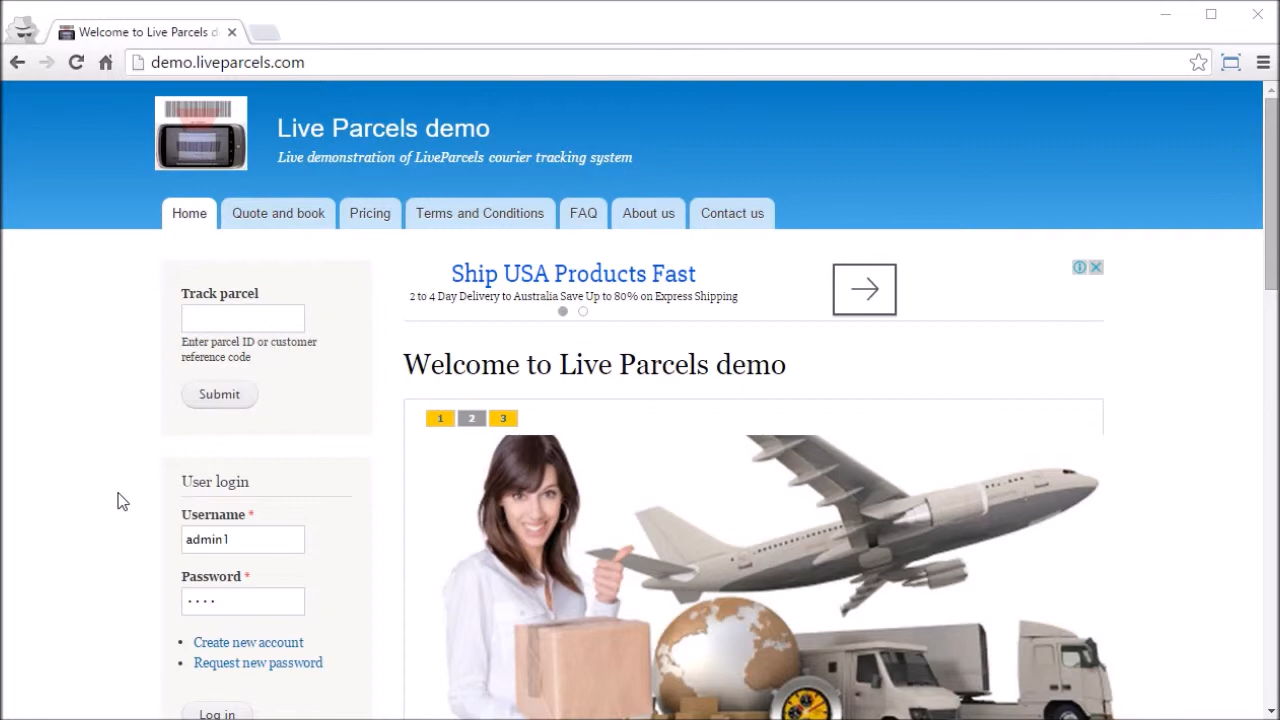 Welcome to Live Parcels d
demo.liveparcels.com
Live Parcels demo
Live demonstration of LiveParcels courier tracking system
Home
Quote and book
Pricing
Terms and Conditions
FAQ
About us
Contact us
Track parcel
Enter parcel ID or customer
reference code
Submit
User login
Username *
admin1
Password *
Create new account
Request new password
Log in
Ship USA Products Fast
2 to 4 Day Delivery to Australia Save Up to 80% on Express Shipping
Welcome to Live Parcels demo
1 2 3